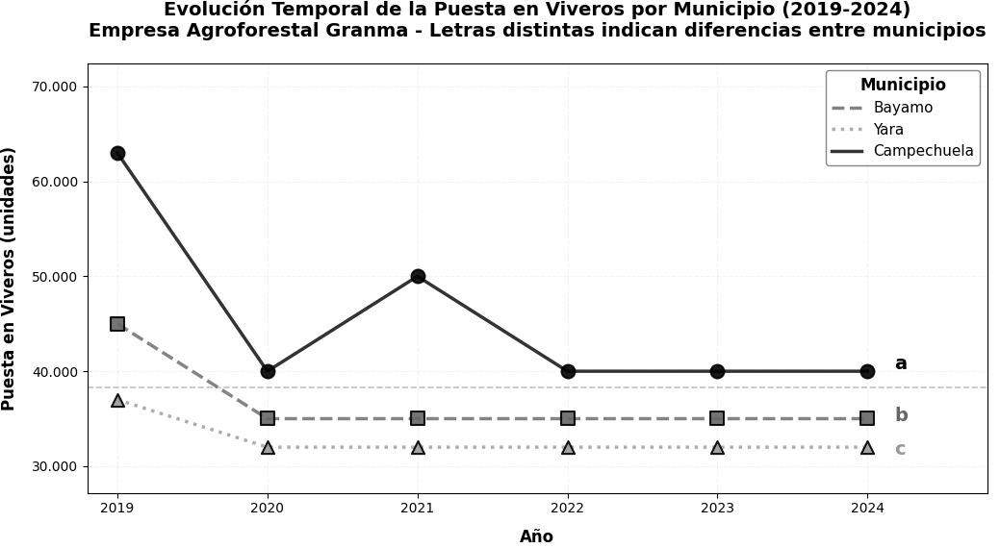 Evolución Temporal de la Puesta en Viveros por Municipio (2019-2024)
Empresa Agroforestal Granma - Letras distintas indican diferencias entre municipios
Municipio
Bayamo
Yara
Campechuela
Puesta en Viveros (unidades)
70.000
60.000
50.000
40.000
30.000
a
b
c
2019 2020 2021 2022 2023 2024
Año